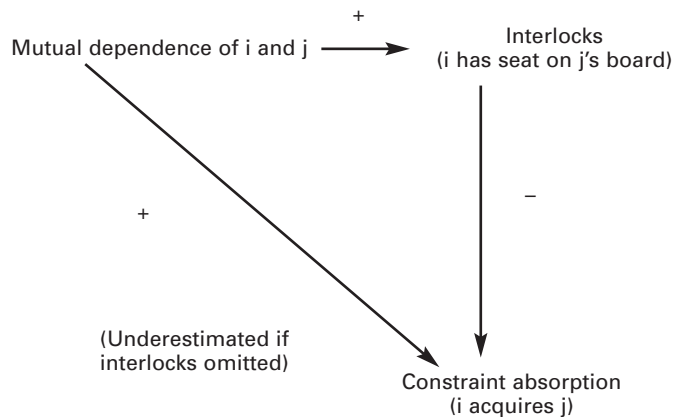 +
Mutual dependence of i and j
Interlocks
(i has seat on j's board)
+
–
(Underestimated if
interlocks omitted)
Constraint absorption
(i acquires j)